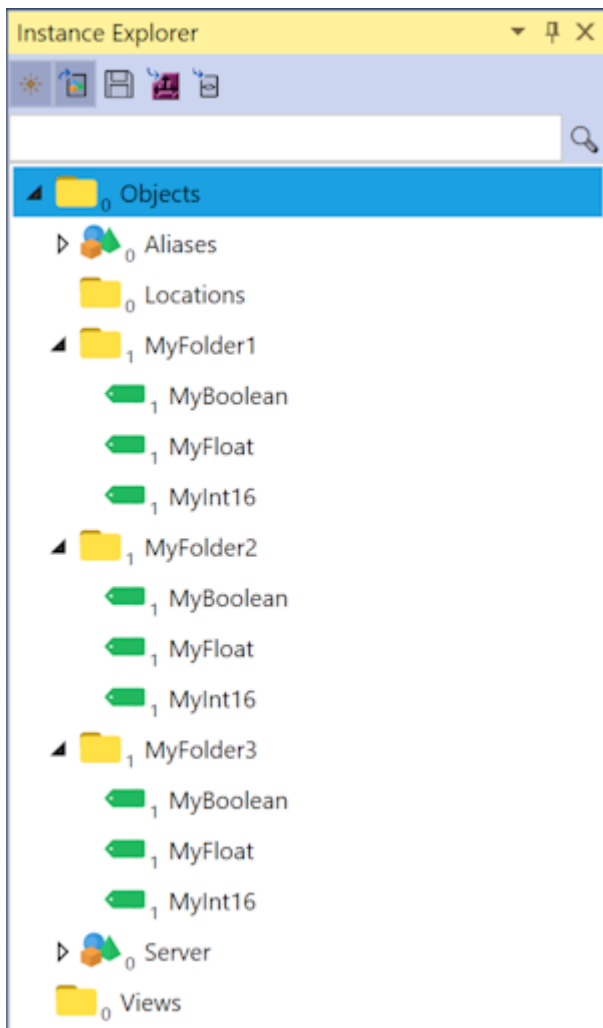 Instance Explorer
0 Objects
0 Aliases
0 Locations
1 MyFolder1
1 MyBoolean
1 MyFloat
1 MyInt16
1 MyFolder2
1 MyBoolean
1 MyFloat
1 MyInt16
1 MyFolder3
1 MyBoolean
1 MyFloat
1 MyInt16
0 Server
0 Views